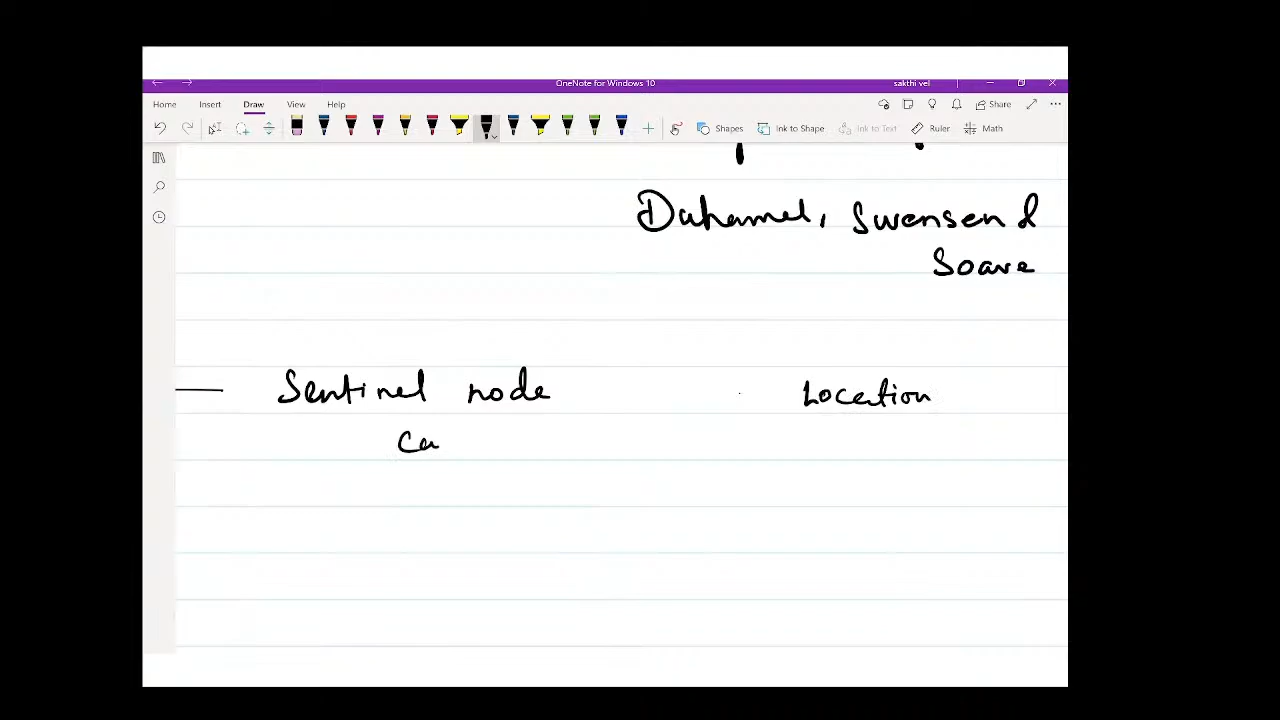 OneNote for Windows 10
sakthi vel
Home Insert Draw View Help
Share
Shapes Ink to Shape Ink to Text Ruler Math
Duhamel, Swensen &
Soave
Sentinel node Location
Ca